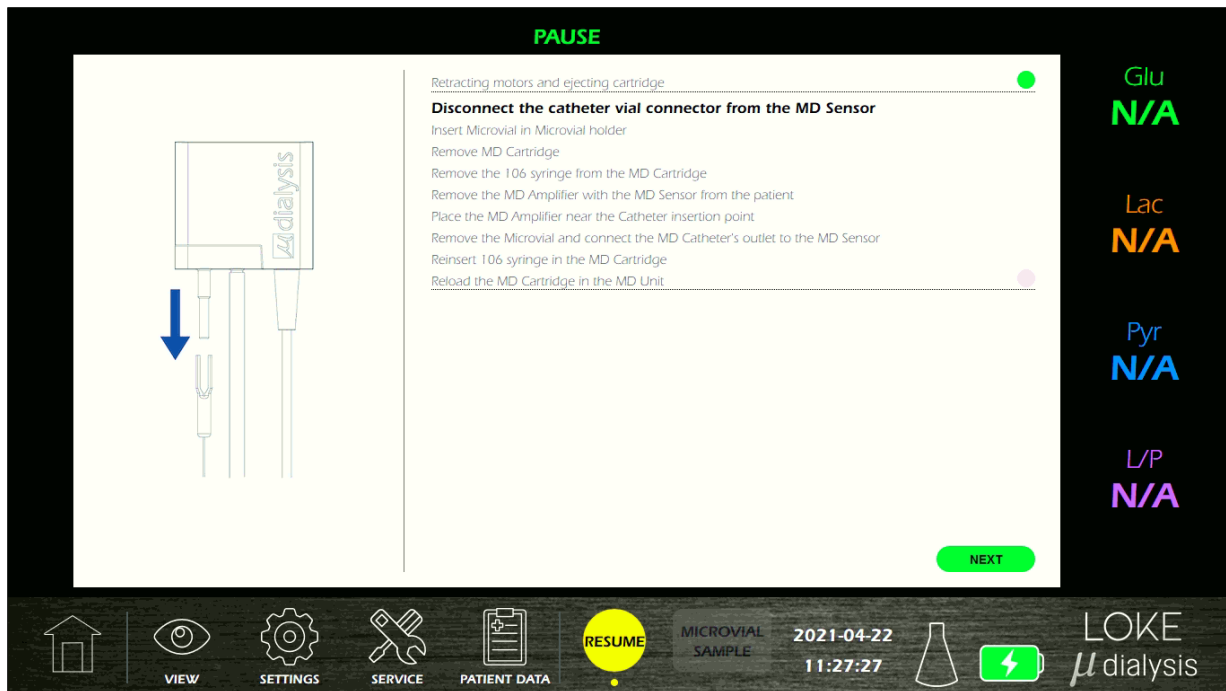 PAUSE
Retracting motors and ejecting cartridge
Disconnect the catheter vial connector from the MD Sensor
Insert Microvial in Microvial holder
Remove MD Cartridge
Remove the 106 syringe from the MD Cartridge
Remove the MD Amplifier with the MD Sensor from the patient
Place the MD Amplifier near the Catheter insertion point
Remove the Microvial and connect the MD Catheter's outlet to the MD Sensor
Reinsert 106 syringe in the MD Cartridge
Reload the MD Cartridge in the MD Unit
μ dialysis
NEXT
Glu
N/A
Lac
N/A
Pyr
N/A
L/P
N/A
VIEW
SETTINGS
SERVICE
PATIENT DATA
RESUME
MICROVIAL
SAMPLE
2021-04-22
11:27:27
LOKE
μ dialysis